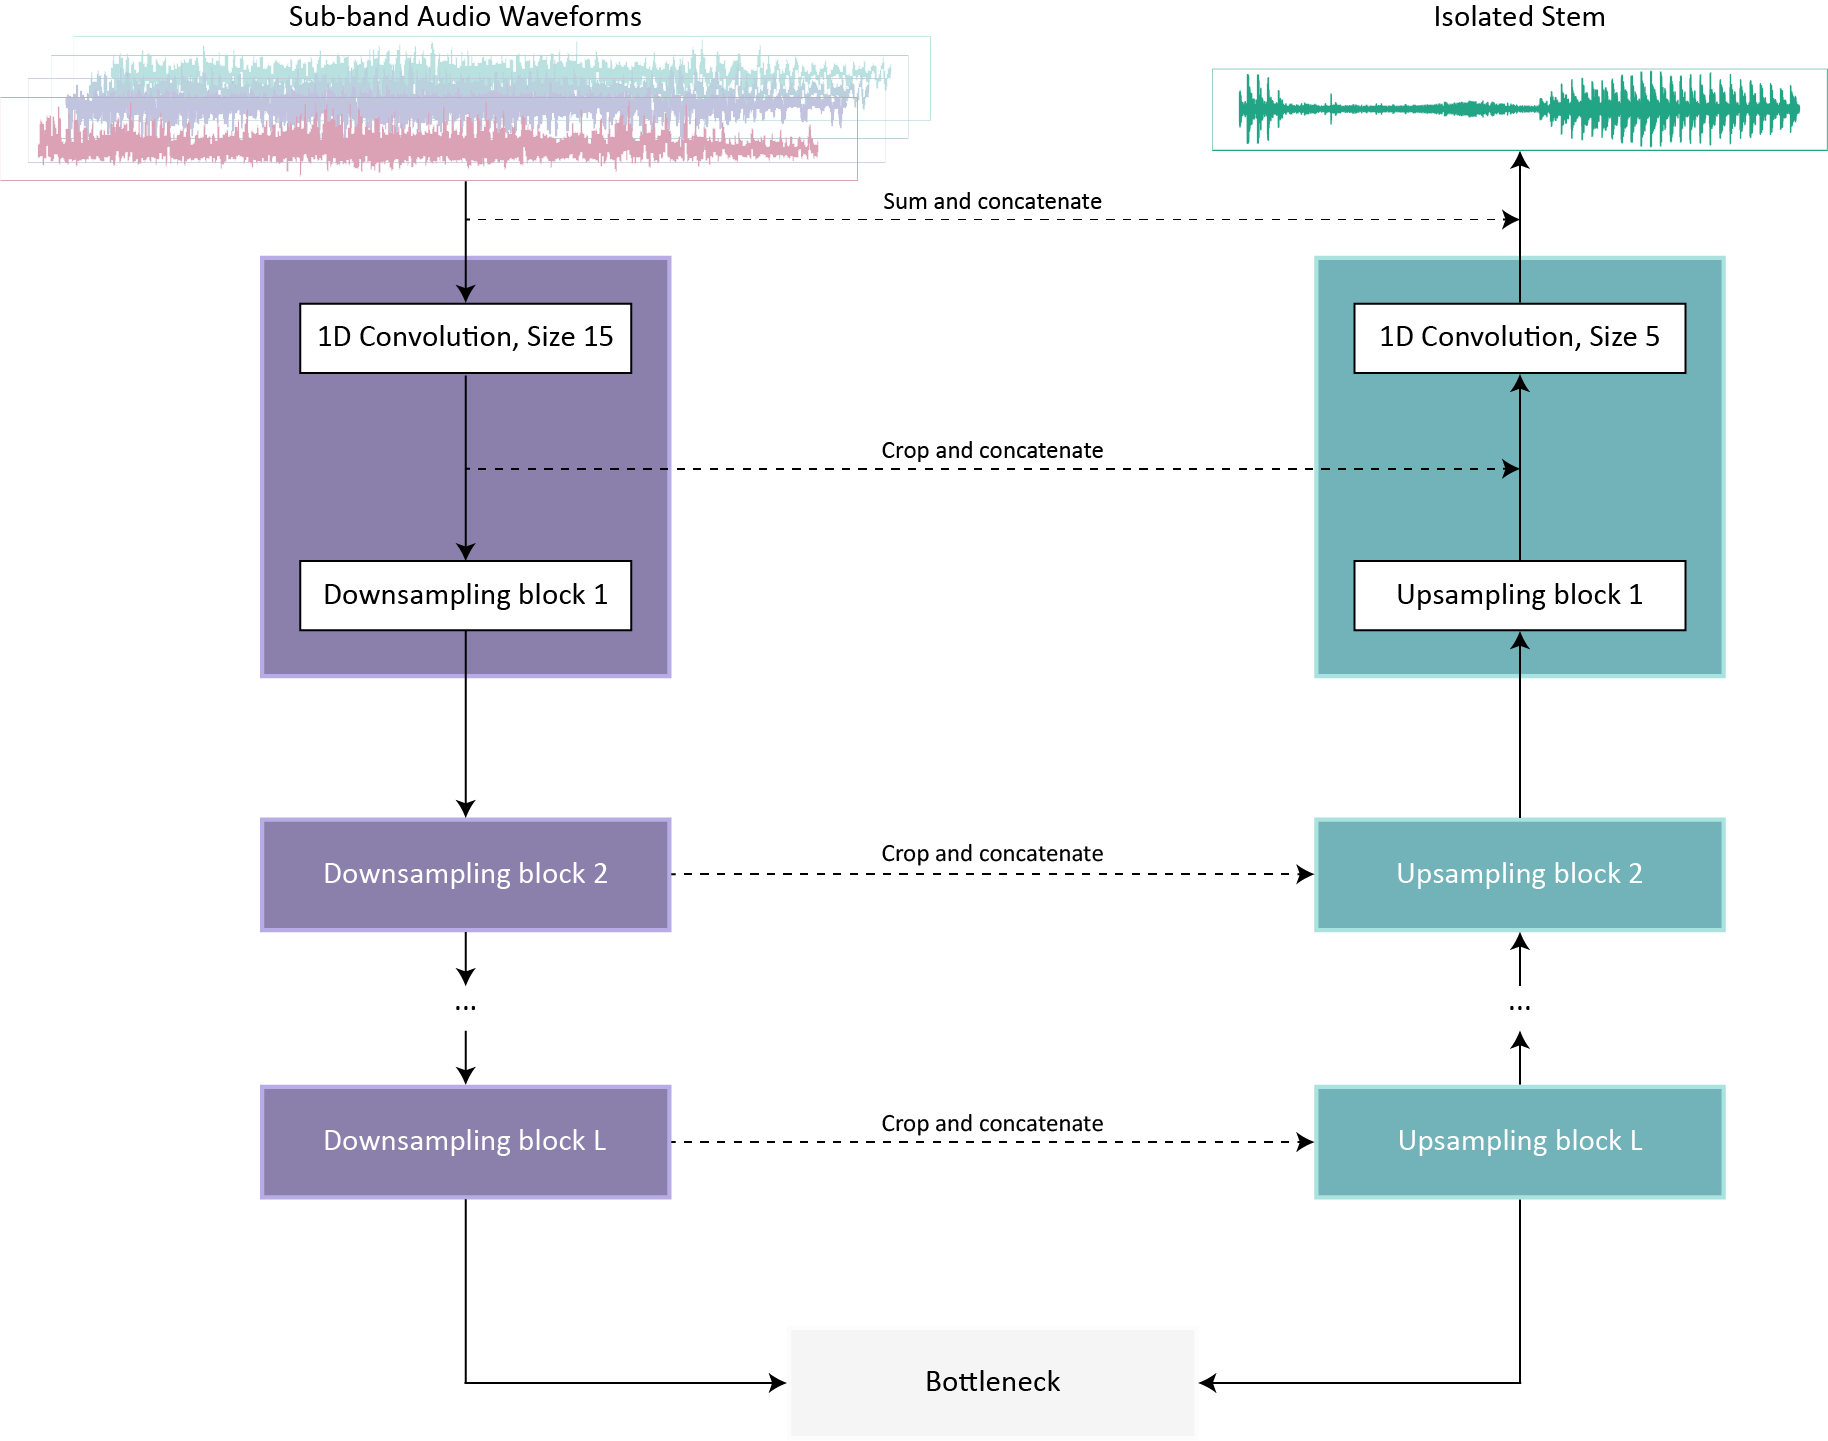 Sub-band Audio Waveforms
Isolated Stem
Sum and concatenate
1D Convolution, Size 15
1D Convolution, Size 5
Crop and concatenate
Downsampling block 1
Upsampling block 1
Downsampling block 2
Crop and concatenate
Upsampling block 2
...
...
Downsampling block L
Crop and concatenate
Upsampling block L
Bottleneck